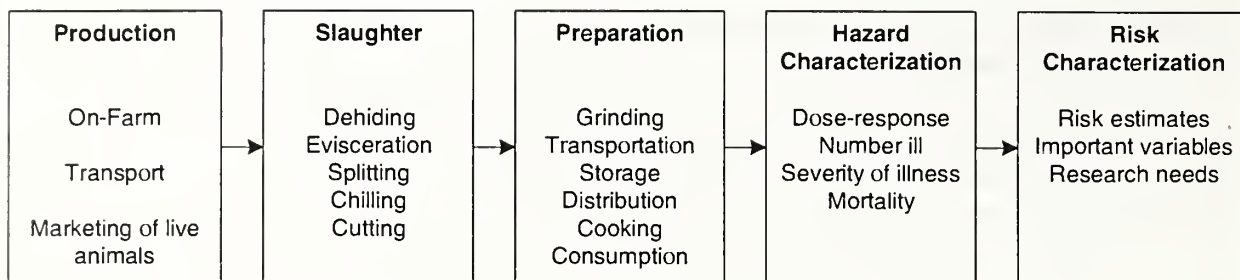 Production
On-Farm
Transport
Marketing of live
animals
Slaughter
Dehiding
Evisceration
Splitting
Chilling
Cutting
Preparation
Grinding
Transportation
Storage
Distribution
Cooking
Consumption
Hazard
Characterization
Dose-response
Number ill
Severity of illness
Mortality
Risk
Characterization
Risk estimates
Important variables
Research needs